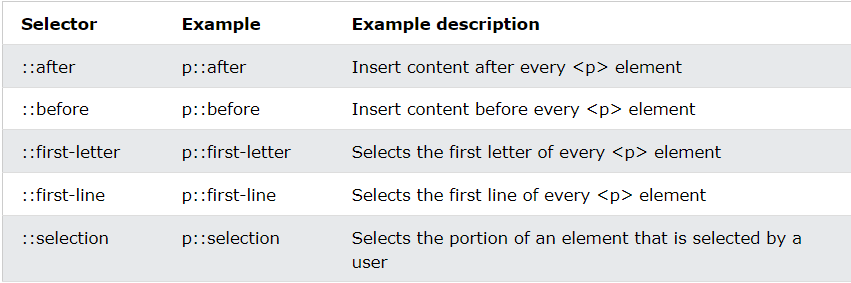 Selector Example Example description
::after p::after Insert content after every <p> element
::before p::before Insert content before every <p> element
::first-letter p::first-letter Selects the first letter of every <p> element
::first-line p::first-line Selects the first line of every <p> element
::selection p::selection Selects the portion of an element that is selected by a
user